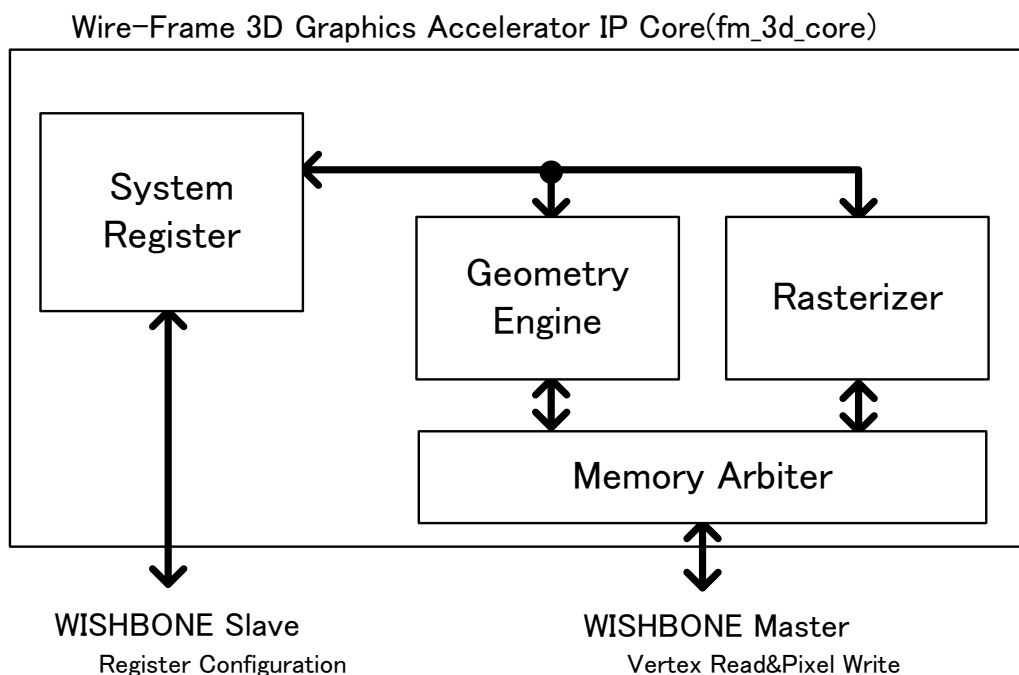 Wire-Frame 3D Graphics Accelerator IP Core(fm_3d_core)
System
Register
Geometry
Engine
Rasterizer
Memory Arbiter
WISHBONE Slave
Register Configuration
WISHBONE Master
Vertex Read&Pixel Write